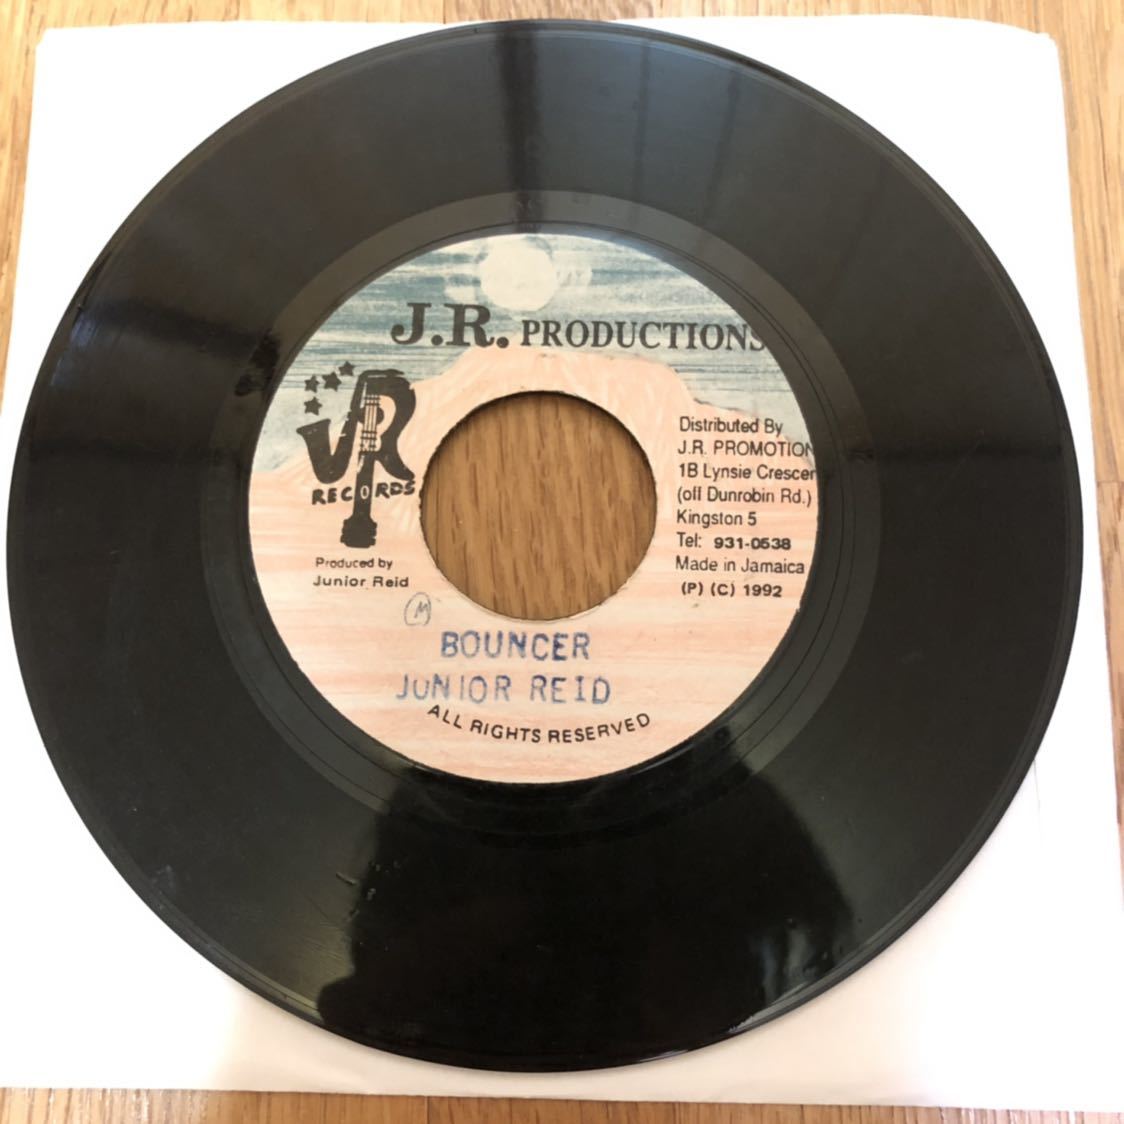 J.R. PRODUCTIONS
VR
RECORDS
Produced by
Junior Reid
Distributed By
J.R. PROMOTION
1B Lynsie Crescen
(off Dunrobin Rd.)
Kingston 5
Tel: 931-0538
Made in Jamaica
(P) (C) 1992
M
BOUNCER
JUNIOR REID
ALL RIGHTS RESERVED